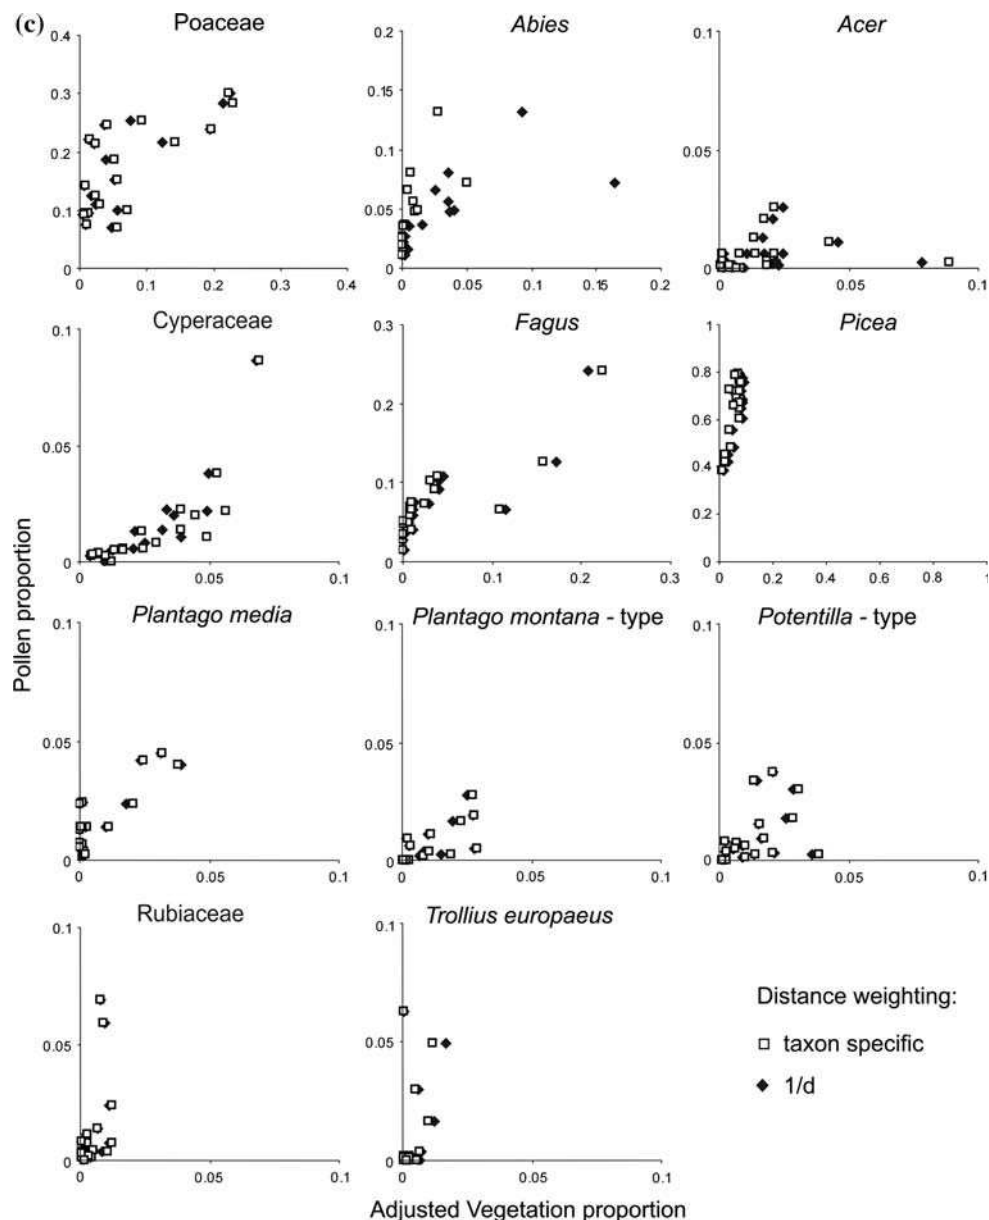 (c)
Poaceae
Abies
Acer
0.4
0.3
0.2
0.1
0
0 0.1 0.2 0.3 0.4
0.2
0.15
0.1
0.05
0
0 0.05 0.1 0.15 0.2
0.1
0.05
0
0 0.05 0.1
Cyperaceae
Fagus
Picea
0.1
0.05
0
0 0.05 0.1
0.3
0.2
0.1
0
0 0.1 0.2 0.3
1
0.8
0.6
0.4
0.2
0
0 0.2 0.4 0.6 0.8 1
Pollen proportion
Plantago media
Plantago montana - type
Potentilla - type
0.1
0.05
0
0 0.05 0.1
0.1
0.05
0
0 0.05 0.1
0.1
0.05
0
0 0.05 0.1
Rubiaceae
Trollius europaeus
0.1
0.05
0
0 0.05 0.1
0.1
0.05
0
0 0.05 0.1
Distance weighting:
taxon specific
1/d
Adjusted Vegetation proportion